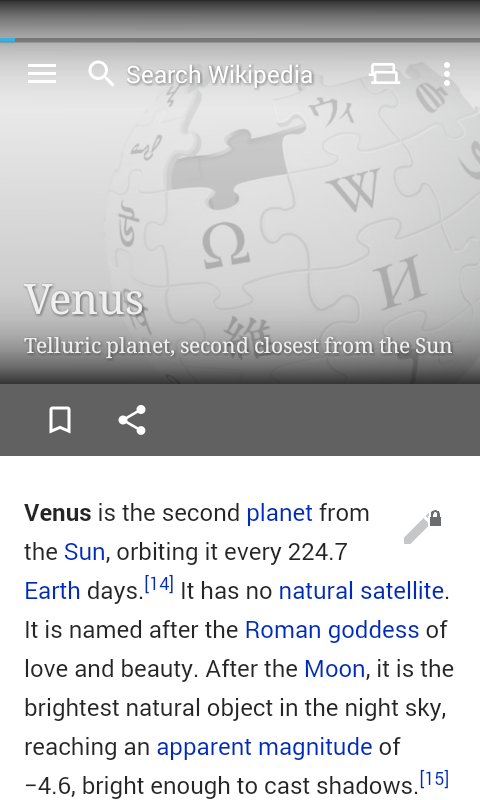 Search Wikipedia
ウィ
W
Ω
И
維
Venus
Telluric planet, second closest from the Sun
Venus is the second planet from
the Sun, orbiting it every 224.7
Earth days.[14] It has no natural satellite.
It is named after the Roman goddess of
love and beauty. After the Moon, it is the
brightest natural object in the night sky,
reaching an apparent magnitude of
−4.6, bright enough to cast shadows.[15]